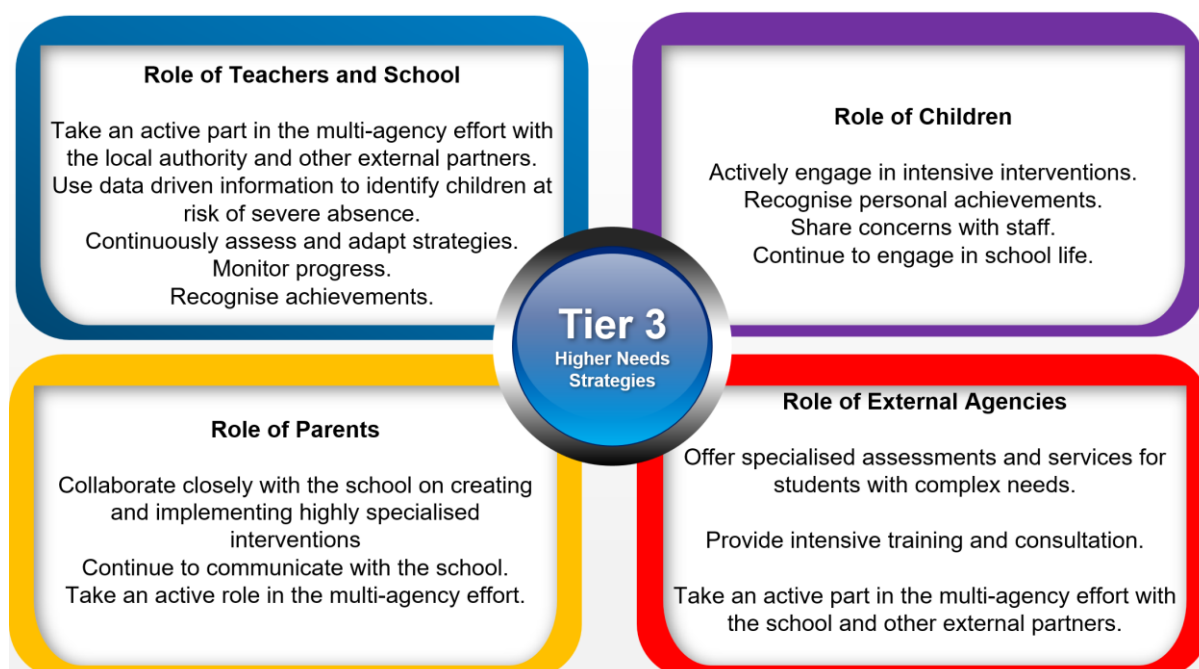 Role of Teachers and School
Take an active part in the multi-agency effort with
the local authority and other external partners.
Use data driven information to identify children at
risk of severe absence.
Continuously assess and adapt strategies.
Monitor progress.
Recognise achievements.
Role of Children
Actively engage in intensive interventions.
Recognise personal achievements.
Share concerns with staff.
Continue to engage in school life.
Tier 3
Higher Needs
Strategies
Role of Parents
Collaborate closely with the school on creating
and implementing highly specialised
interventions
Continue to communicate with the school.
Take an active role in the multi-agency effort.
Role of External Agencies
Offer specialised assessments and services for
students with complex needs.
Provide intensive training and consultation.
Take an active part in the multi-agency effort with
the school and other external partners.